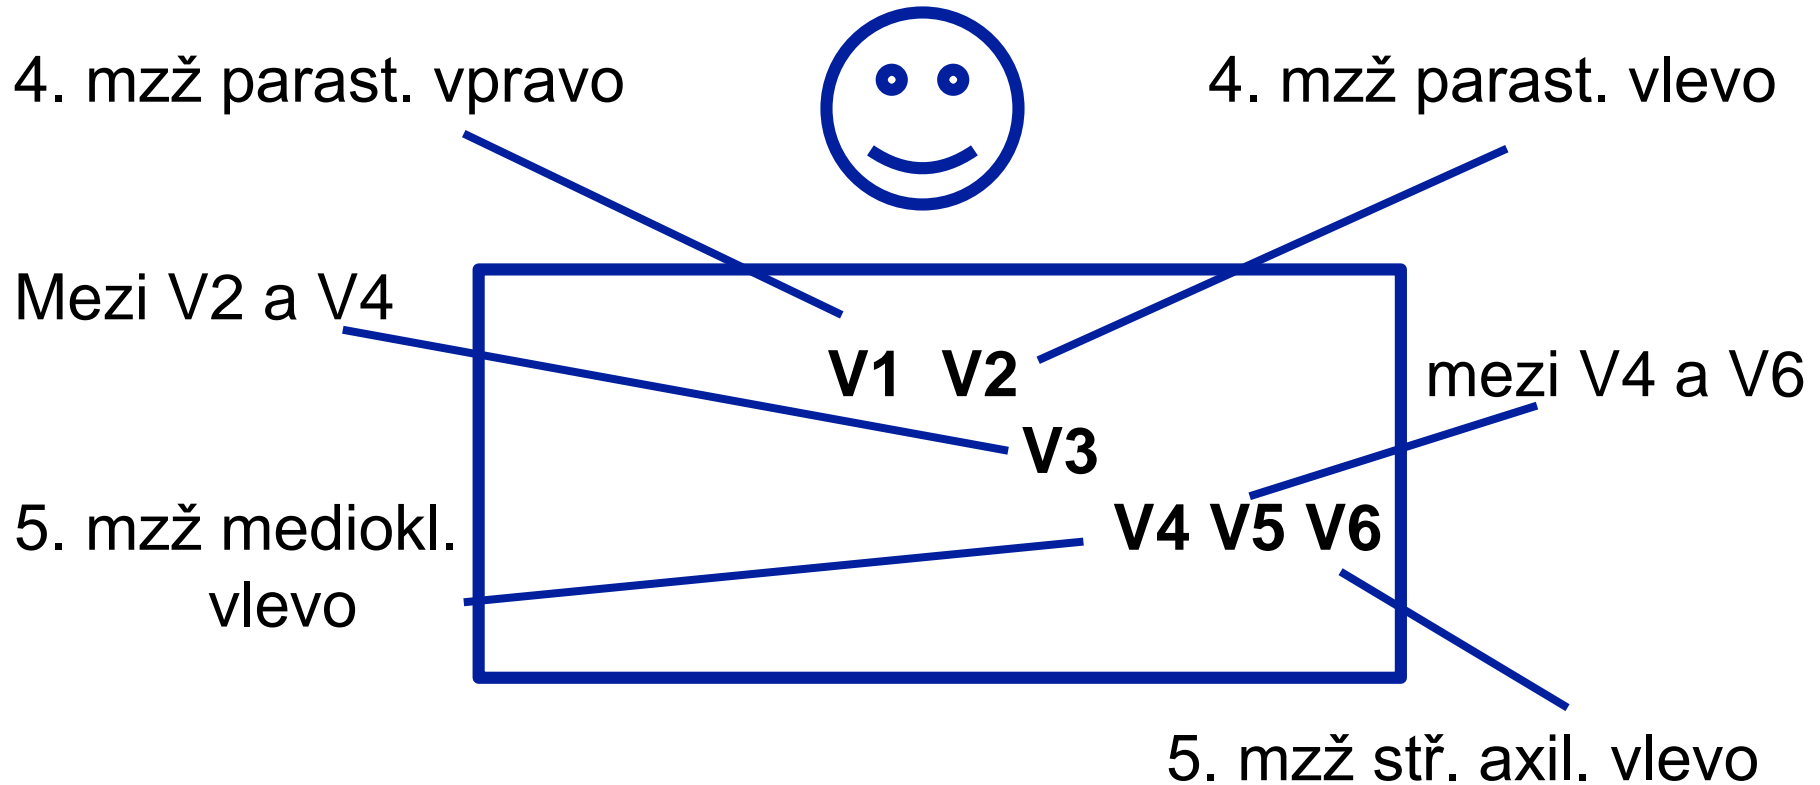 4. mzž parast. vpravo
4. mzž parast. vlevo
Mezi V2 a V4
V1 V2
mezi V4 a V6
V3
5. mzž mediokl.
vlevo
V4 V5 V6
5. mzž stř. axil. vlevo